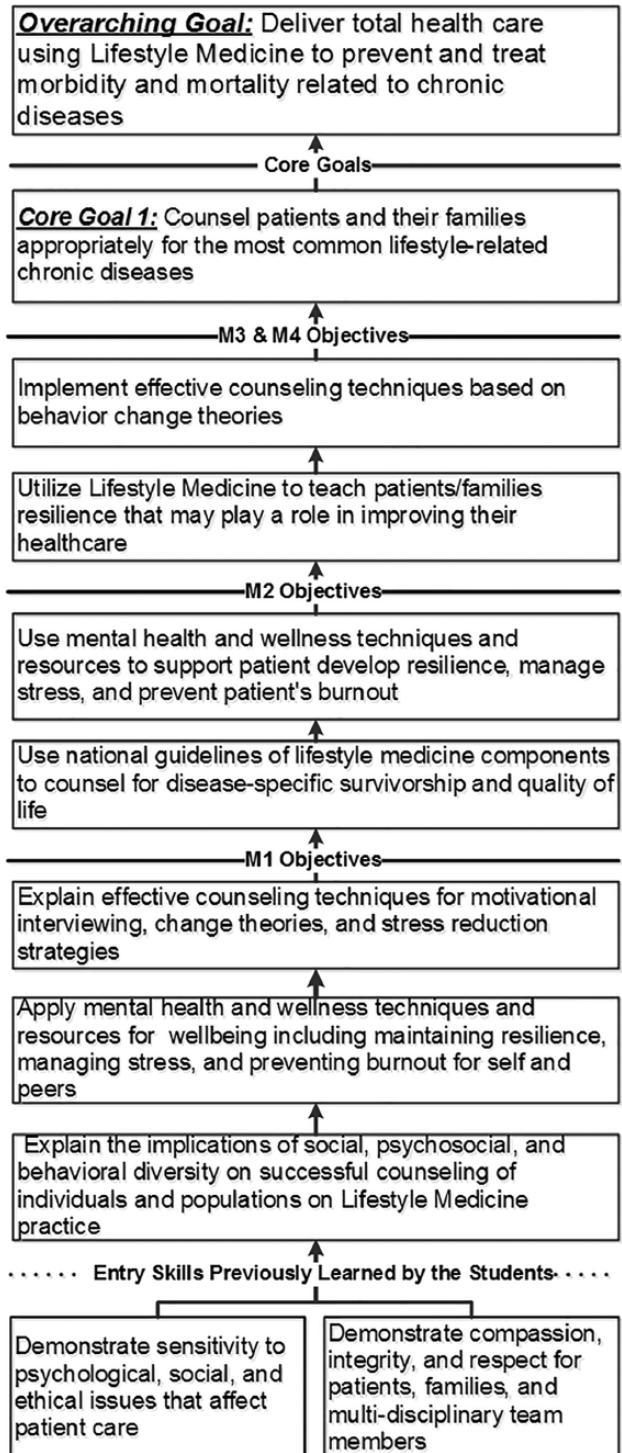 Overarching Goal: Deliver total health care
using Lifestyle Medicine to prevent and treat
morbidity and mortality related to chronic
diseases
Core Goals
Core Goal 1: Counsel patients and their families
appropriately for the most common lifestyle-related
chronic diseases
M3 & M4 Objectives
Implement effective counseling techniques based on
behavior change theories
Utilize Lifestyle Medicine to teach patients/families
resilience that may play a role in improving their
healthcare
M2 Objectives
Use mental health and wellness techniques and
resources to support patient develop resilience, manage
stress, and prevent patient's burnout
Use national guidelines of lifestyle medicine components
to counsel for disease-specific survivorship and quality of
life
M1 Objectives
Explain effective counseling techniques for motivational
interviewing, change theories, and stress reduction
strategies
Apply mental health and wellness techniques and
resources for wellbeing including maintaining resilience,
managing stress, and preventing burnout for self and
peers
Explain the implications of social, psychosocial, and
behavioral diversity on successful counseling of
individuals and populations on Lifestyle Medicine
practice
Entry Skills Previously Learned by the Students
Demonstrate sensitivity to
psychological, social, and
ethical issues that affect
patient care
Demonstrate compassion,
integrity, and respect for
patients, families, and
multi-disciplinary team
members